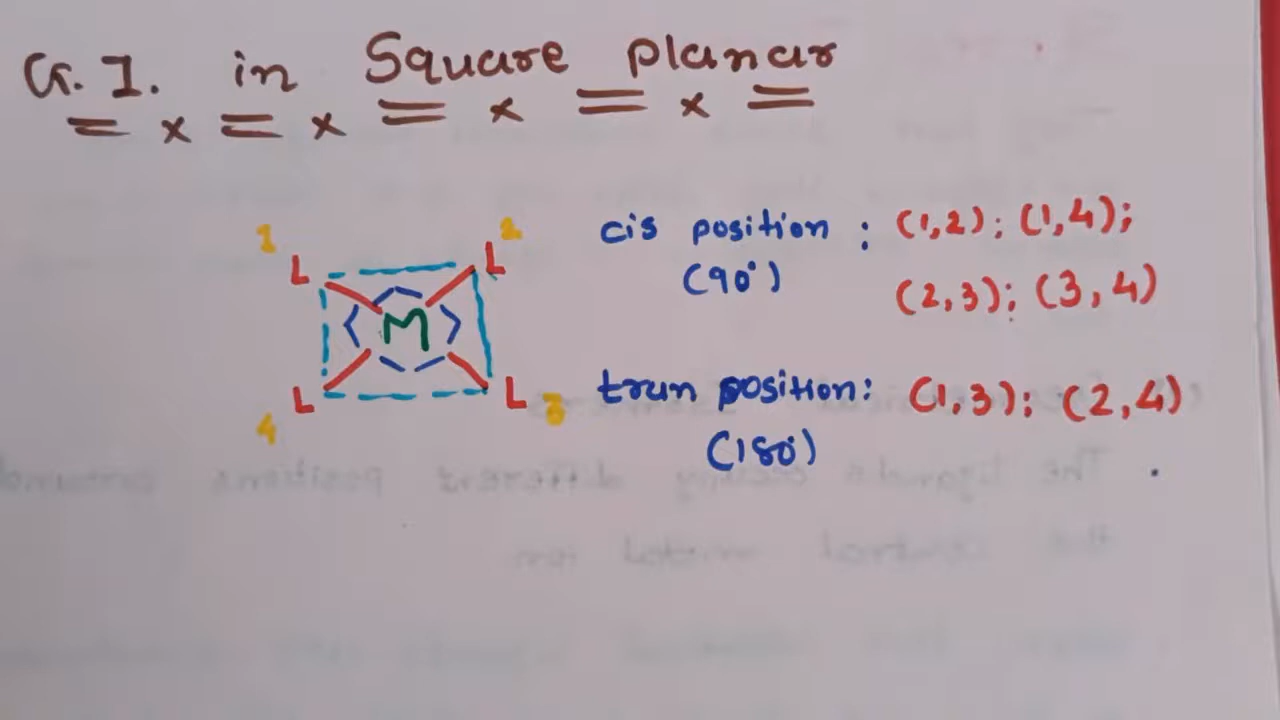 G. I. in Square planar
1 2
L L
M
L L
4 3
cis position : (1,2); (1,4);
(90°) (2,3); (3,4)
tran position: (1,3); (2,4)
(180)